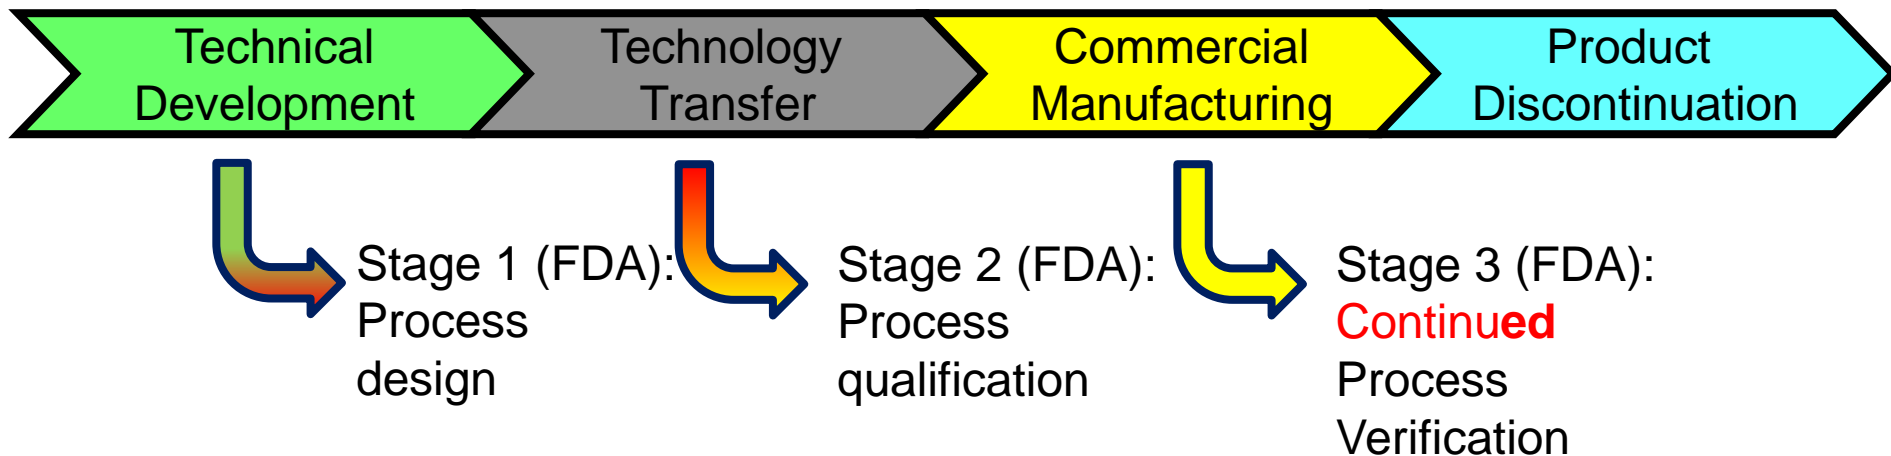 Technical
Development
Technology
Transfer
Commercial
Manufacturing
Product
Discontinuation
Stage 1 (FDA):
Process
design
Stage 2 (FDA):
Process
qualification
Stage 3 (FDA):
Continued
Process
Verification